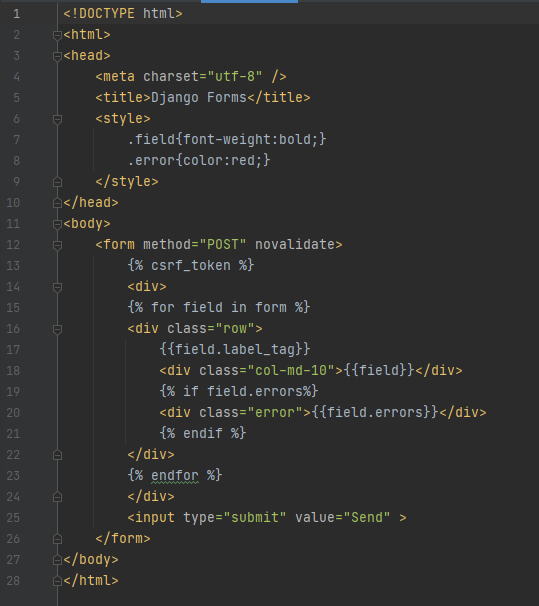 1 <!DOCTYPE html>
2 <html>
3 <head>
4     <meta charset="utf-8" />
5     <title>Django Forms</title>
6     <style>
7         .field{font-weight:bold;}
8         .error{color:red;}
9     </style>
10 </head>
11 <body>
12     <form method="POST" novalidate>
13         {% csrf_token %}
14         <div>
15         {% for field in form %}
16         <div class="row">
17             {{field.label_tag}}
18             <div class="col-md-10">{{field}}</div>
19             {% if field.errors%}
20             <div class="error">{{field.errors}}</div>
21             {% endif %}
22         </div>
23         {% endfor %}
24         </div>
25         <input type="submit" value="Send" >
26     </form>
27 </body>
28 </html>